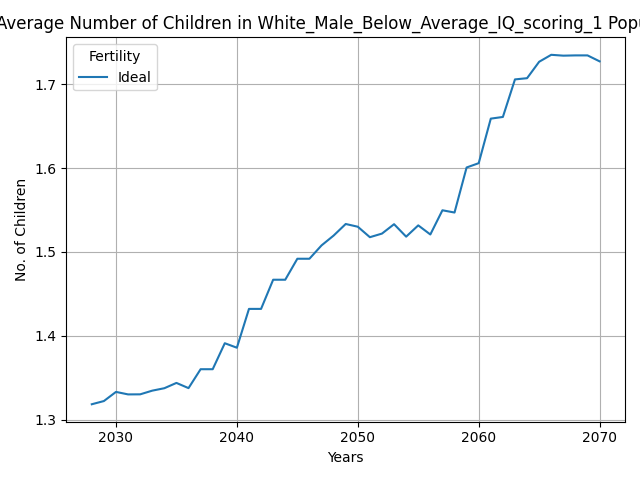 Average Number of Children in White_Male_Below_Average_IQ_scoring_1 Popu
Fertility
Ideal
No. of Children
1.7
1.6
1.5
1.4
1.3
2030 2040 2050 2060 2070
Years